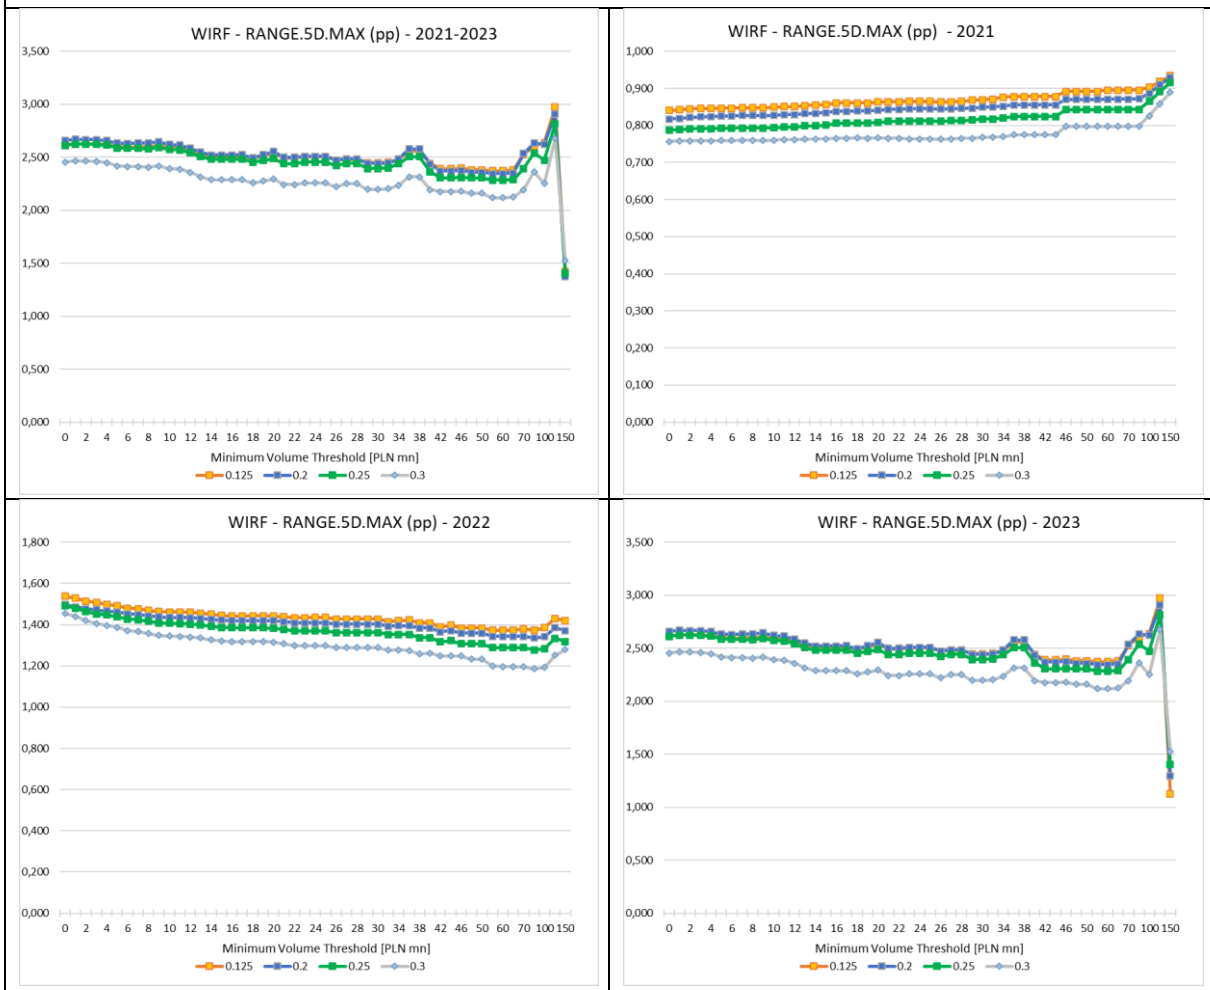 WIRF - RANGE.5D.MAX (pp) - 2021-2023
3,500
3,000
2,500
2,000
1,500
1,000
0,500
0,000
0 2 4 6 8 10 12 14 16 18 20 22 24 26 28 30 34 38 42 46 50 60 70 100 150
Minimum Volume Threshold [PLN mn]
0.125 0.2 0.25 0.3
WIRF - RANGE.5D.MAX (pp) - 2021
1,000
0,900
0,800
0,700
0,600
0,500
0,400
0,300
0,200
0,100
0,000
0 2 4 6 8 10 12 14 16 18 20 22 24 26 28 30 34 38 42 46 50 60 70 100 150
Minimum Volume Threshold [PLN mn]
0.125 0.2 0.25 0.3
WIRF - RANGE.5D.MAX (pp) - 2022
1,800
1,600
1,400
1,200
1,000
0,800
0,600
0,400
0,200
0,000
0 2 4 6 8 10 12 14 16 18 20 22 24 26 28 30 34 38 42 46 50 60 70 100 150
Minimum Volume Threshold [PLN mn]
0.125 0.2 0.25 0.3
WIRF - RANGE.5D.MAX (pp) - 2023
3,500
3,000
2,500
2,000
1,500
1,000
0,500
0,000
0 2 4 6 8 10 12 14 16 18 20 22 24 26 28 30 34 38 42 46 50 60 70 100 150
Minimum Volume Threshold [PLN mn]
0.125 0.2 0.25 0.3